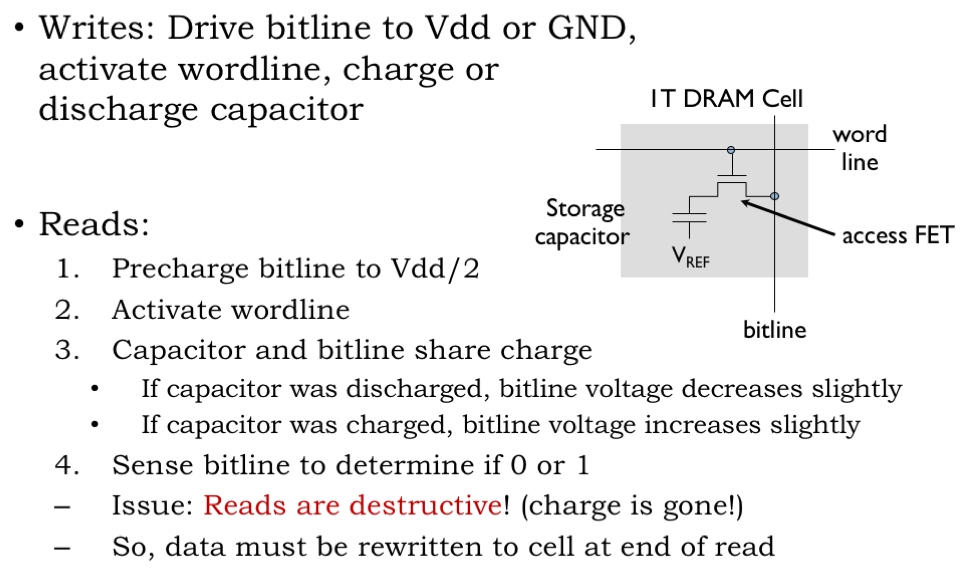 • Writes: Drive bitline to Vdd or GND,
activate wordline, charge or
discharge capacitor
1T DRAM Cell
word
line
Storage
capacitor
access FET
VREF
bitline
• Reads:
1. Precharge bitline to Vdd/2
2. Activate wordline
3. Capacitor and bitline share charge
• If capacitor was discharged, bitline voltage decreases slightly
• If capacitor was charged, bitline voltage increases slightly
4. Sense bitline to determine if 0 or 1
– Issue: Reads are destructive! (charge is gone!)
– So, data must be rewritten to cell at end of read